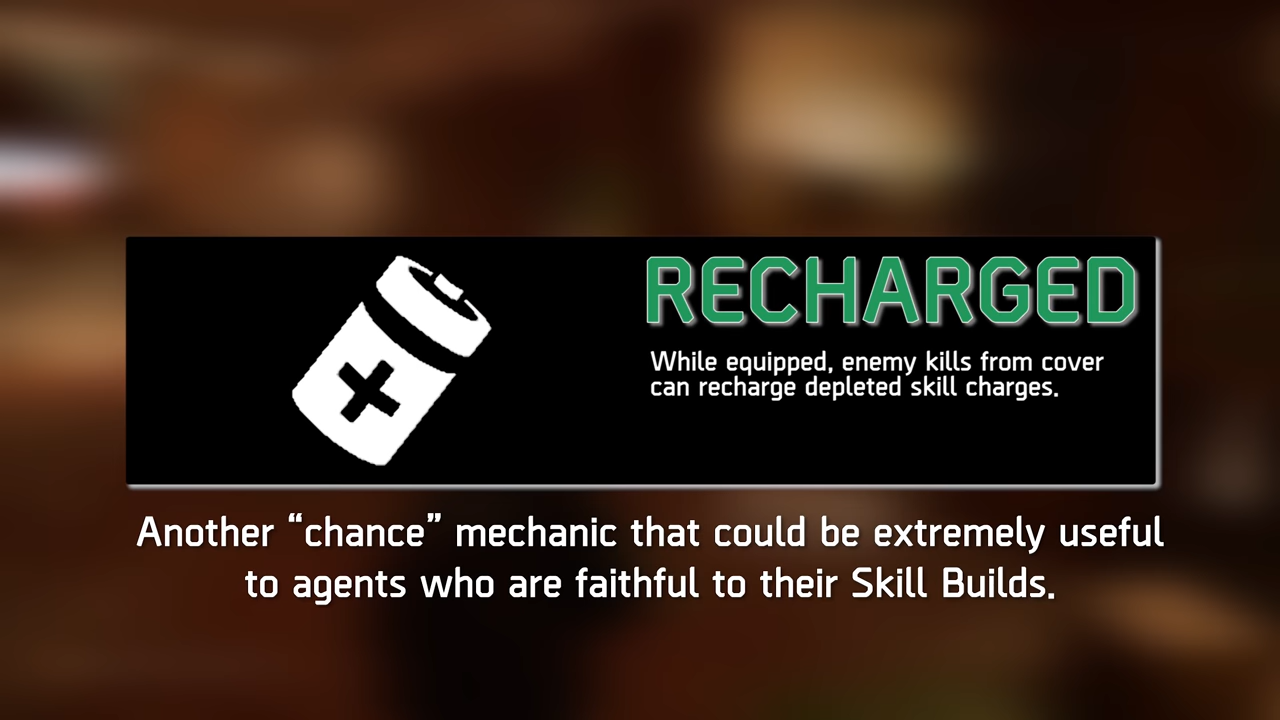 RECHARGED
While equipped, enemy kills from cover
can recharge depleted skill charges.
Another “chance” mechanic that could be extremely useful
to agents who are faithful to their Skill Builds.